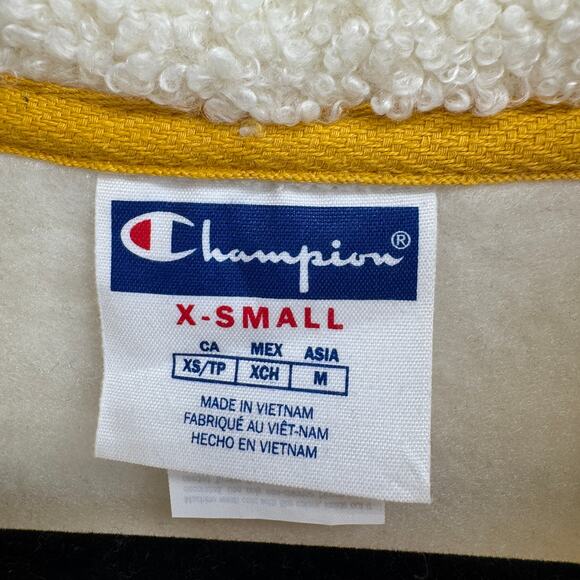 Champion®
X-SMALL
CA MEX ASIA
XS/TP XCH M
MADE IN VIETNAM
FABRIQUÉ AU VIÊT-NAM
HECHO EN VIETNAM